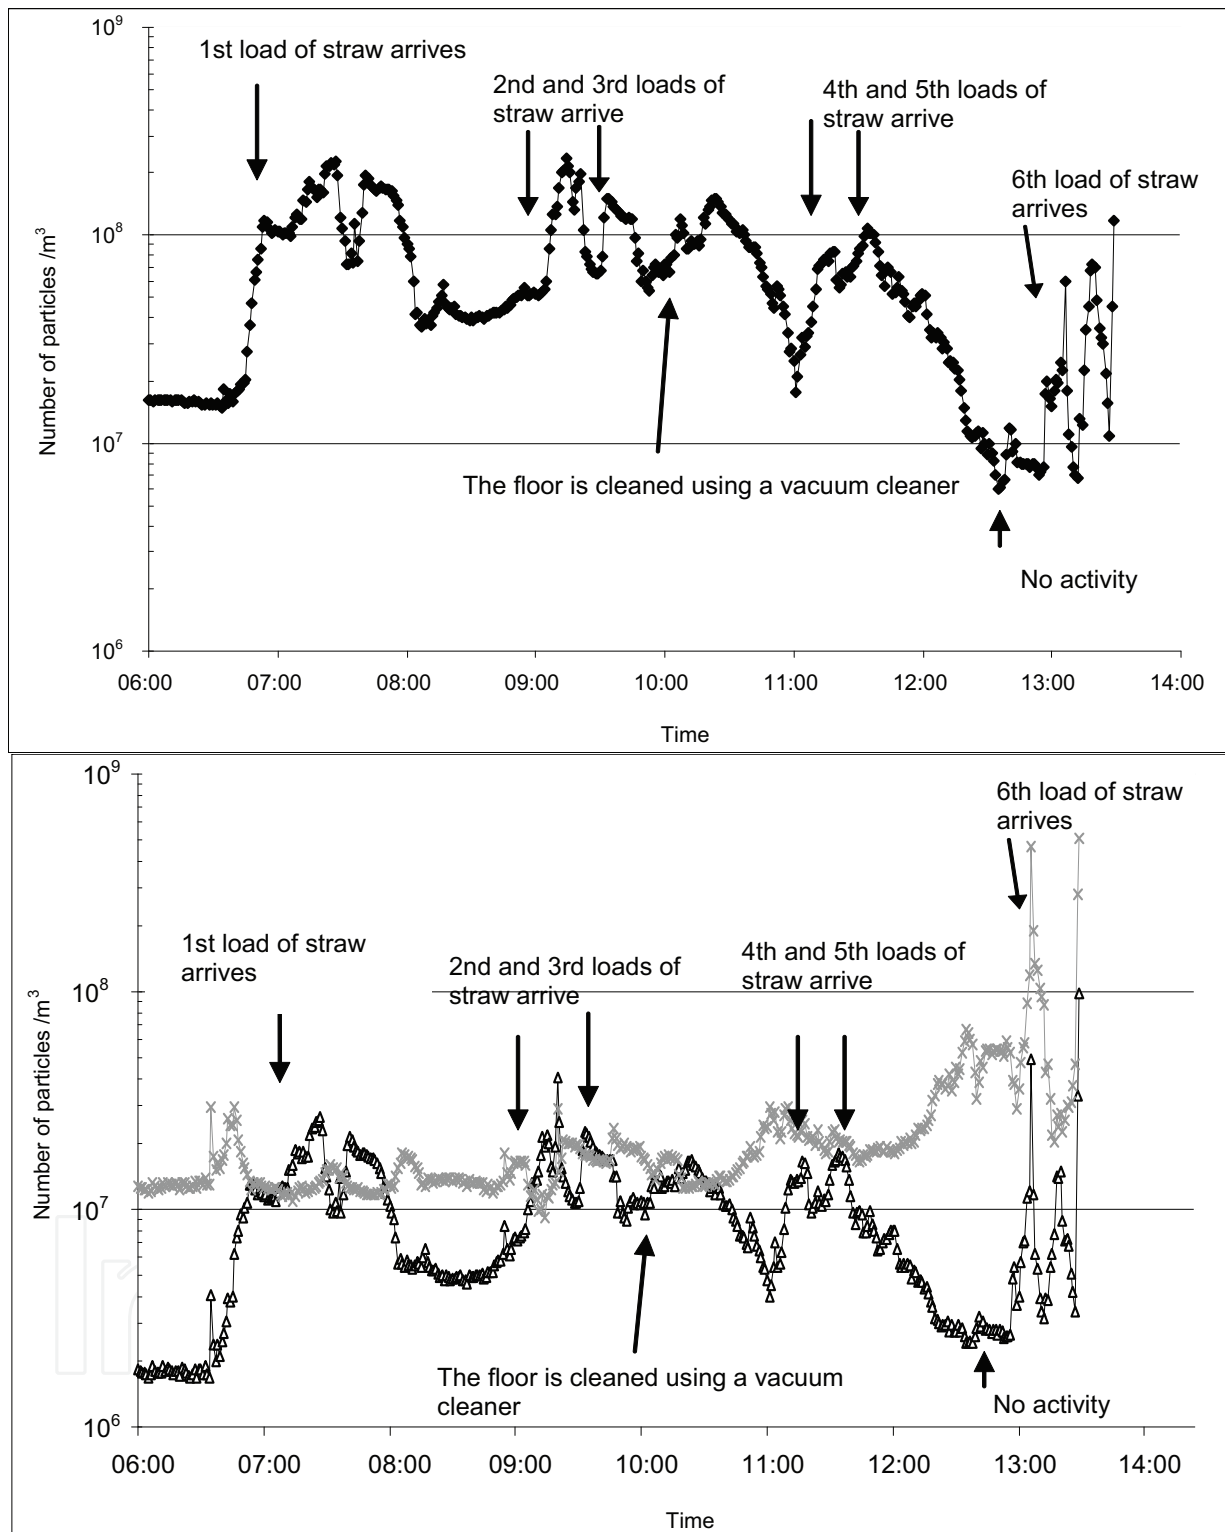 10^9
1st load of straw arrives
2nd and 3rd loads of
straw arrive
4th and 5th loads of
straw arrive
6th load of straw
arrives
10^8
Number of particles /m^3
10^7
The floor is cleaned using a vacuum cleaner
No activity
10^6
06:00 07:00 08:00 09:00 10:00 11:00 12:00 13:00 14:00
Time
10^9
6th load of straw
arrives
1st load of straw
arrives
2nd and 3rd loads of
straw arrive
4th and 5th loads of
straw arrive
10^8
Number of particles /m^3
10^7
The floor is cleaned using a vacuum
cleaner
No activity
10^6
06:00 07:00 08:00 09:00 10:00 11:00 12:00 13:00 14:00
Time